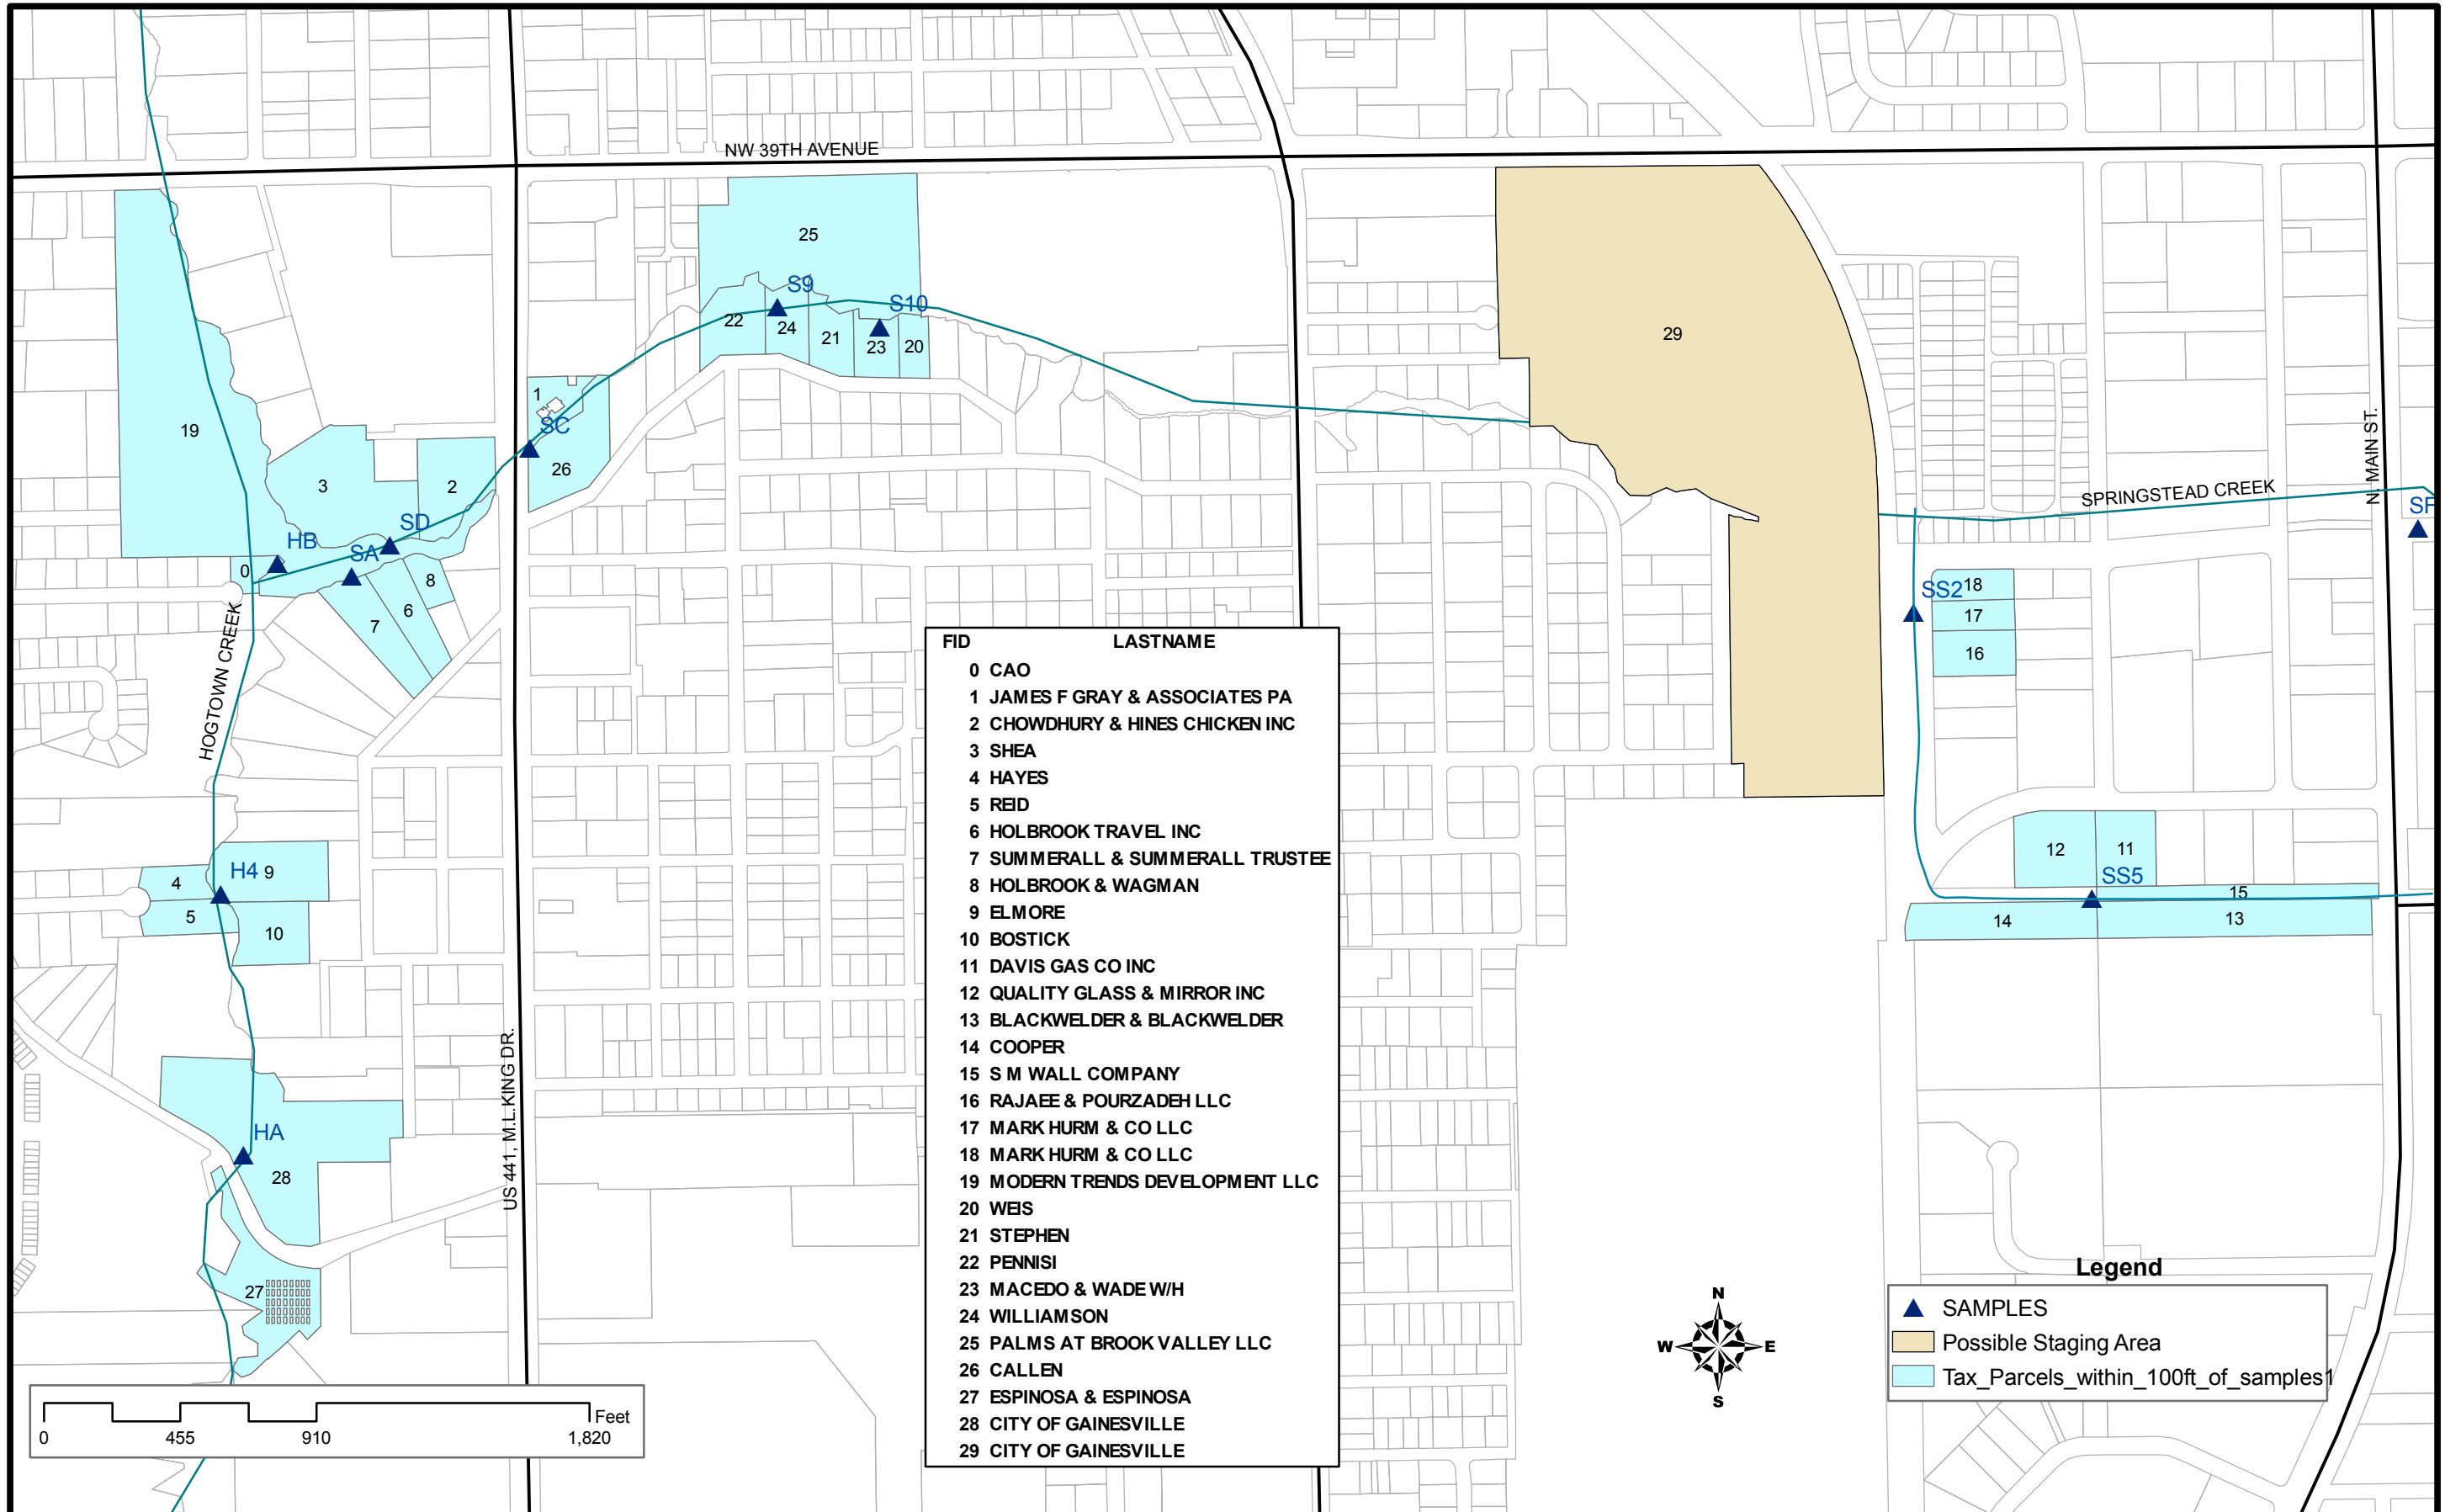 NW 39TH AVENUE
25
S9
S10
22
24
21
23
20
29
1
SC
26
19
3
2
SD
HB
SA
0
8
6
7
HOGTOWN CREEK
N. MAIN ST.
SPRINGSTEAD CREEK
SP
SS2
18
17
16
FID LASTNAME
0 CAO
1 JAMES F GRAY & ASSOCIATES PA
2 CHOWDHURY & HINES CHICKEN INC
3 SHEA
4 HAYES
5 REID
6 HOLBROOK TRAVEL INC
7 SUMMERALL & SUMMERALL TRUSTEE
8 HOLBROOK & WAGMAN
9 ELMORE
10 BOSTICK
11 DAVIS GAS CO INC
12 QUALITY GLASS & MIRROR INC
13 BLACKWELDER & BLACKWELDER
14 COOPER
15 S M WALL COMPANY
16 RAJAEE & POURZADEH LLC
17 MARK HURM & CO LLC
18 MARK HURM & CO LLC
19 MODERN TRENDS DEVELOPMENT LLC
20 WEIS
21 STEPHEN
22 PENNISI
23 MACEDO & WADE W/H
24 WILLIAMSON
25 PALMS AT BROOK VALLEY LLC
26 CALLEN
27 ESPINOSA & ESPINOSA
28 CITY OF GAINESVILLE
29 CITY OF GAINESVILLE
H4
9
4
5
10
12
11
SS5
15
14
13
US 441, M.L.KING DR.
HA
28
27
N
W
E
S
Legend
SAMPLES
Possible Staging Area
Tax_Parcels_within_100ft_of_samples1
Feet
0 455 910 1,820